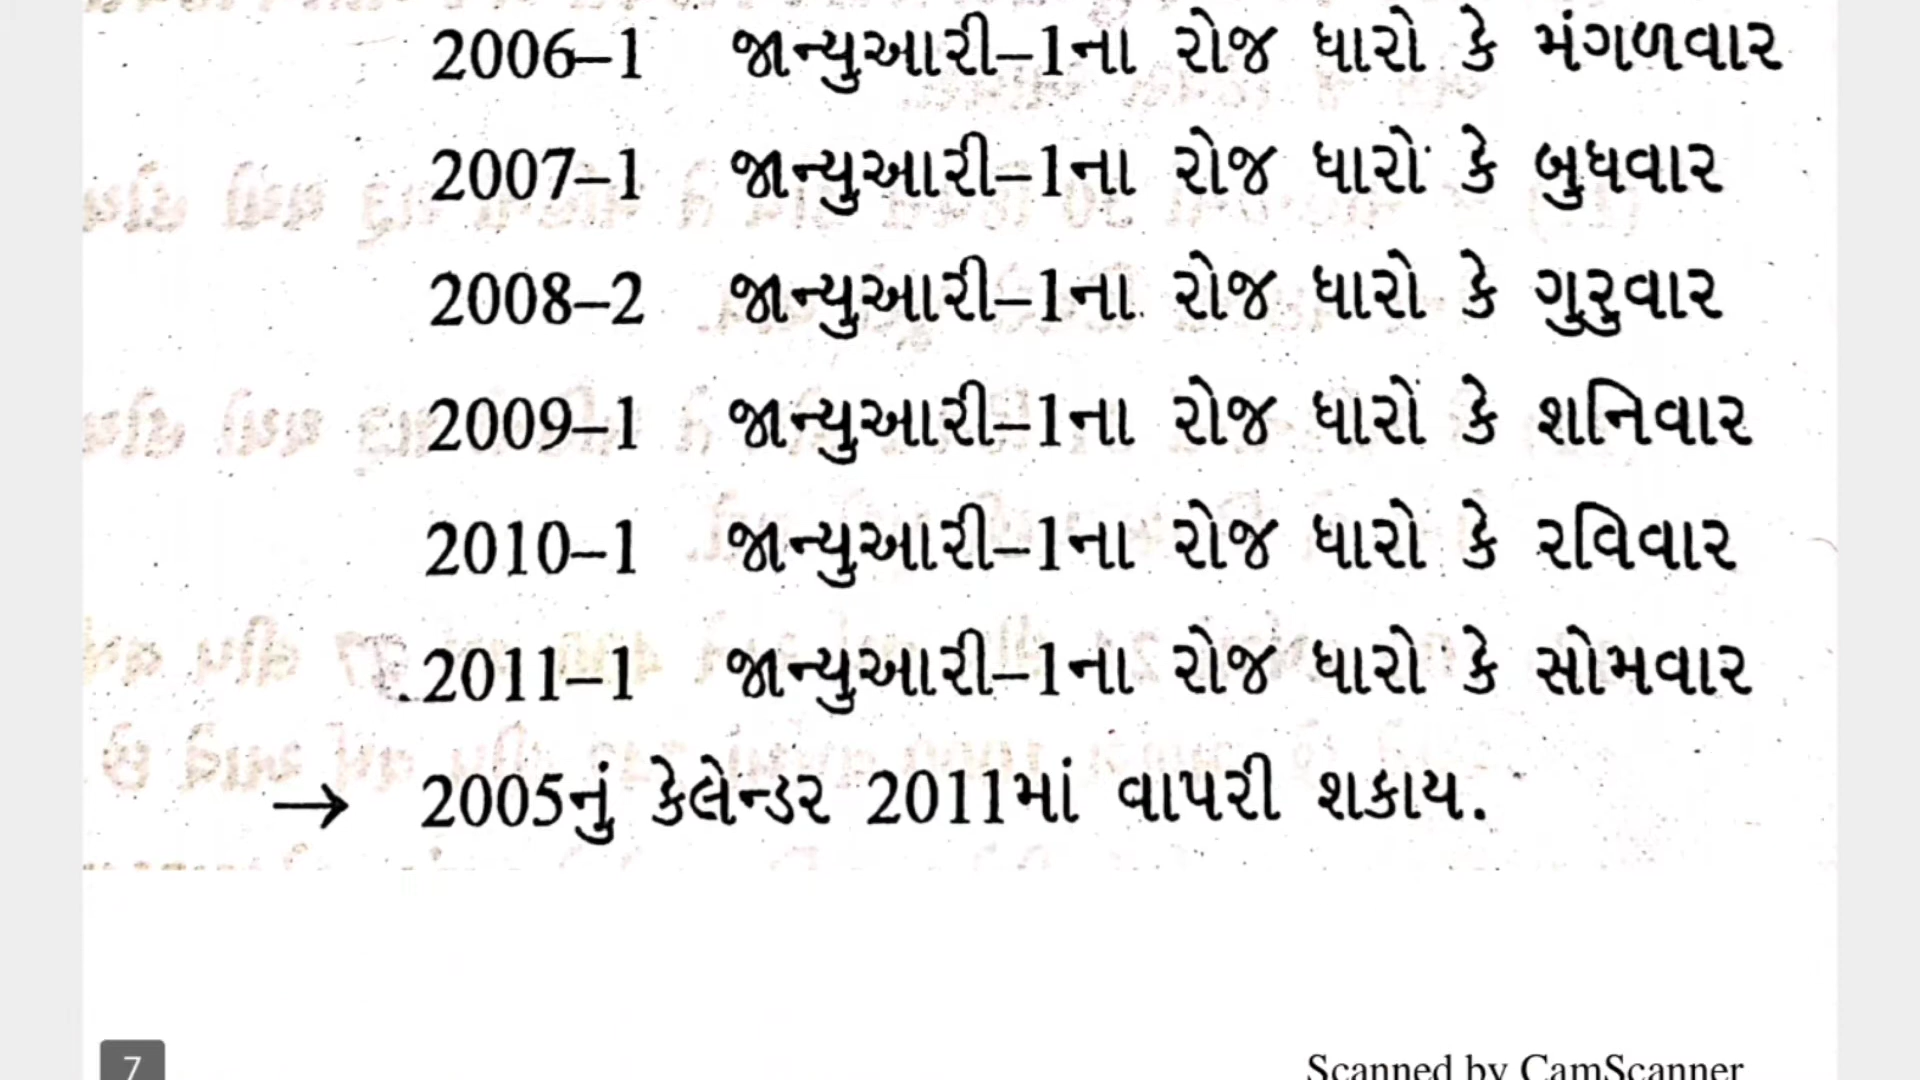 2006–1 જાન્યુઆરી–1ના રોજ ધારો કે મંગળવાર
2007–1 જાન્યુઆરી–1ના રોજ ધારો કે બુધવાર
2008–2 જાન્યુઆરી–1ના રોજ ધારો કે ગુરુવાર
2009–1 જાન્યુઆરી–1ના રોજ ધારો કે શનિવાર
2010–1 જાન્યુઆરી–1ના રોજ ધારો કે રવિવાર
2011–1 જાન્યુઆરી–1ના રોજ ધારો કે સોમવાર
→ 2005નું કેલેન્ડર 2011માં વાપરી શકાય.
7
Scanned by CamScanner